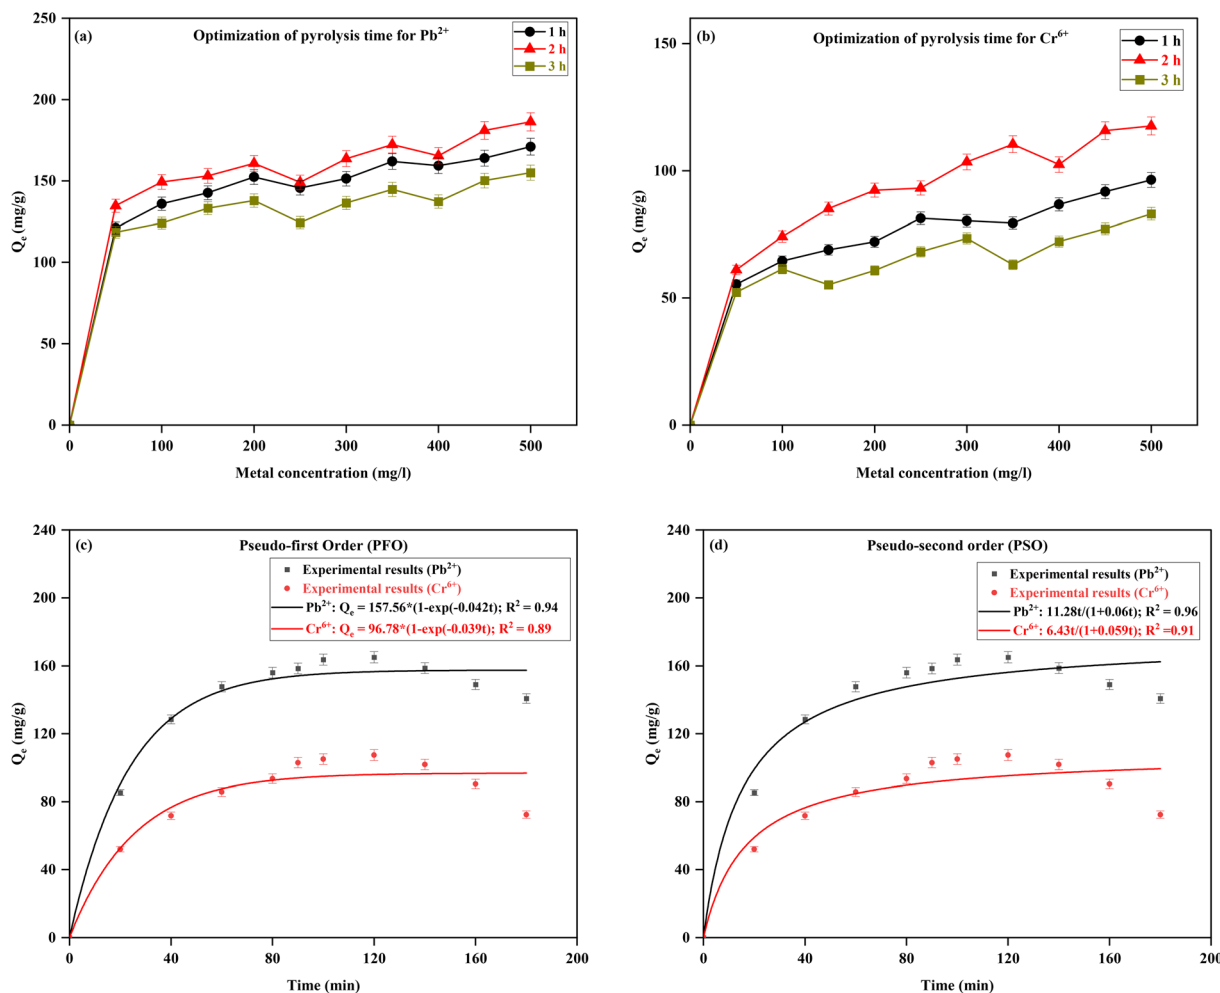 (a)
Optimization of pyrolysis time for Pb²⁺
1 h
2 h
3 h
250
200
150
100
50
0
Qₑ (mg/g)
0 100 200 300 400 500
Metal concentration (mg/l)
(b)
Optimization of pyrolysis time for Cr⁶⁺
1 h
2 h
3 h
150
100
50
0
Qₑ (mg/g)
0 100 200 300 400 500
Metal concentration (mg/l)
(c)
Pseudo-first Order (PFO)
Experimental results (Pb²⁺)
Experimental results (Cr⁶⁺)
Pb²⁺: Qₑ = 157.56*(1-exp(-0.042t); R² = 0.94
Cr⁶⁺: Qₑ = 96.78*(1-exp(-0.039t); R² = 0.89
240
200
160
120
80
40
0
Qₑ (mg/g)
0 40 80 120 160 200
Time (min)
(d)
Pseudo-second order (PSO)
Experimental results (Pb²⁺)
Experimental results (Cr⁶⁺)
Pb²⁺: 11.28t/(1+0.06t); R² = 0.96
Cr⁶⁺: 6.43t/(1+0.059t); R² =0.91
240
200
160
120
80
40
0
Qₑ (mg/g)
0 40 80 120 160 200
Time (min)